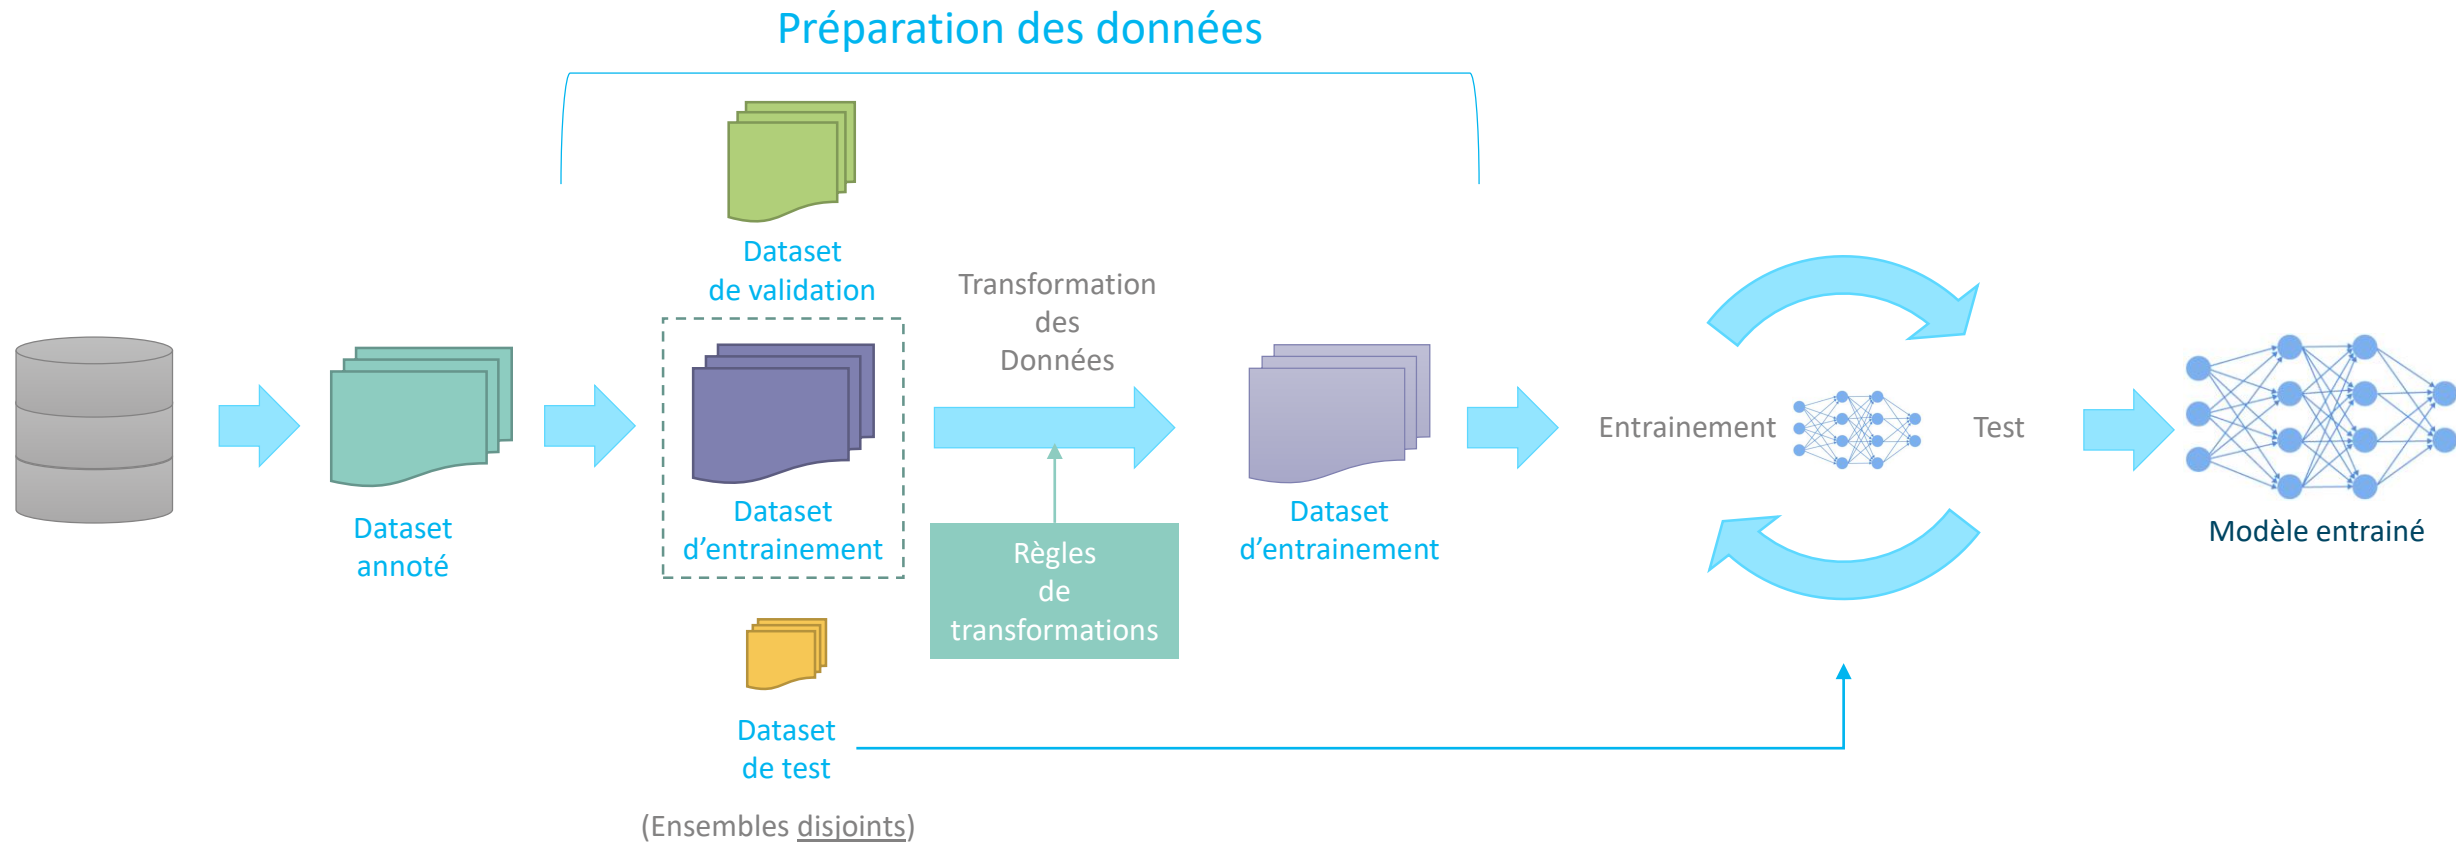 Préparation des données
Dataset
de validation
Transformation
des
Données
Dataset
annoté
Dataset
d'entrainement
Règles
de
transformations
Dataset
d'entrainement
Entrainement
Test
Modèle entrainé
Dataset
de test
(Ensembles disjoints)